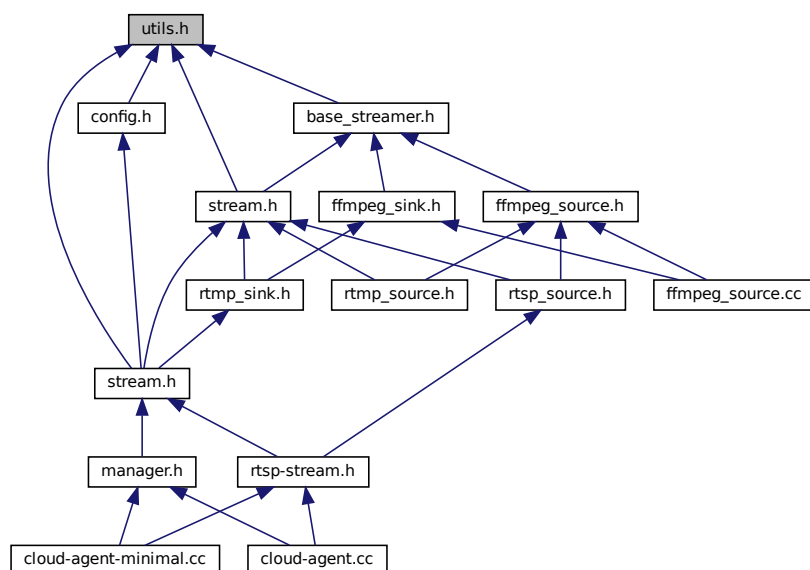 utils.h
config.h
base_streamer.h
stream.h
ffmpeg_sink.h
ffmpeg_source.h
rtmp_sink.h
rtmp_source.h
rtsp_source.h
ffmpeg_source.cc
stream.h
manager.h
rtsp-stream.h
cloud-agent-minimal.cc
cloud-agent.cc